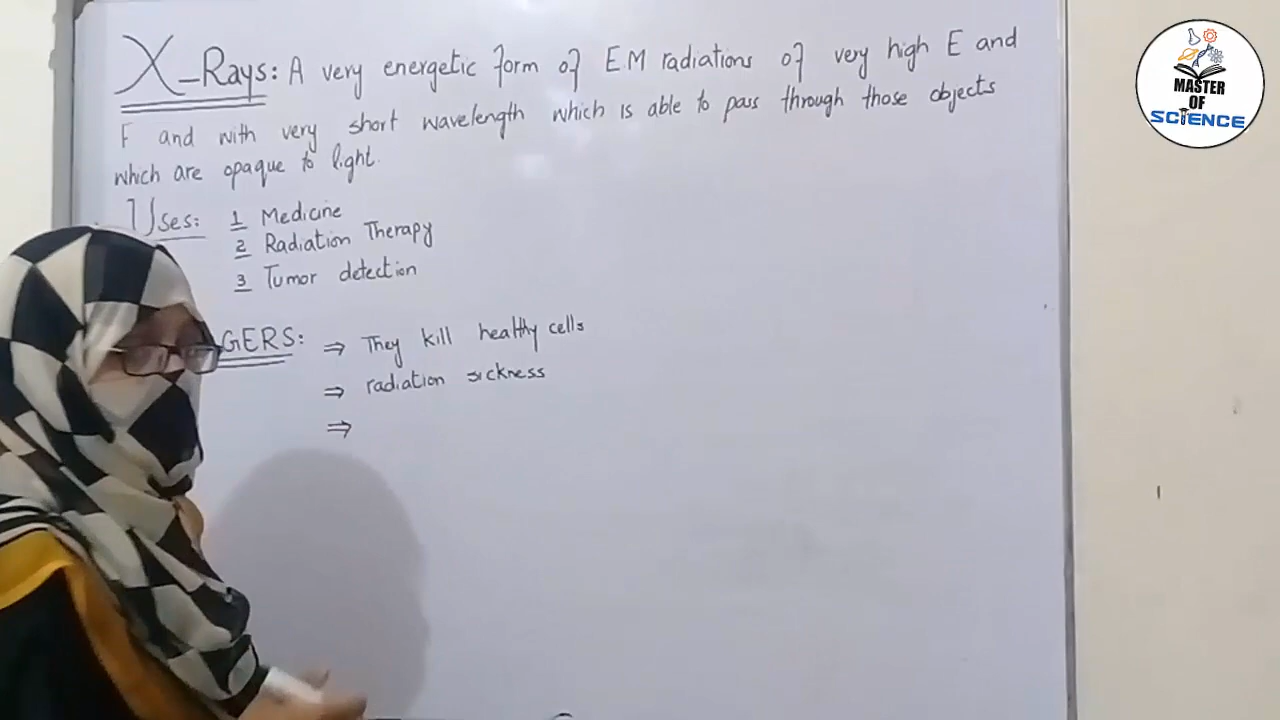 X-Rays: A very energetic form of E.M radiations of very high E and
F and with very short wavelength which is able to pass through those objects
which are opaque to light.
Uses: 1 Medicine
2 Radiation Therapy
3 Tumor detection
GERS: ⇒ They kill healthy cells
⇒ radiation sickness
⇒
MASTER
OF
SCIENCE